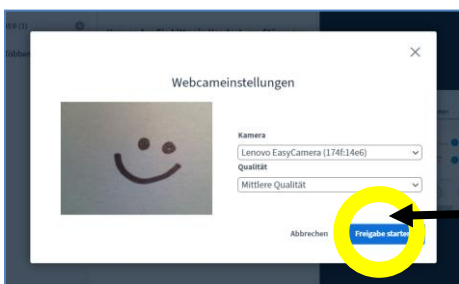 Webcameinstellungen
Kamera
Lenovo EasyCamera (174f:14e6)
Qualität
Mittlere Qualität
Abbrechen
Freigabe starten